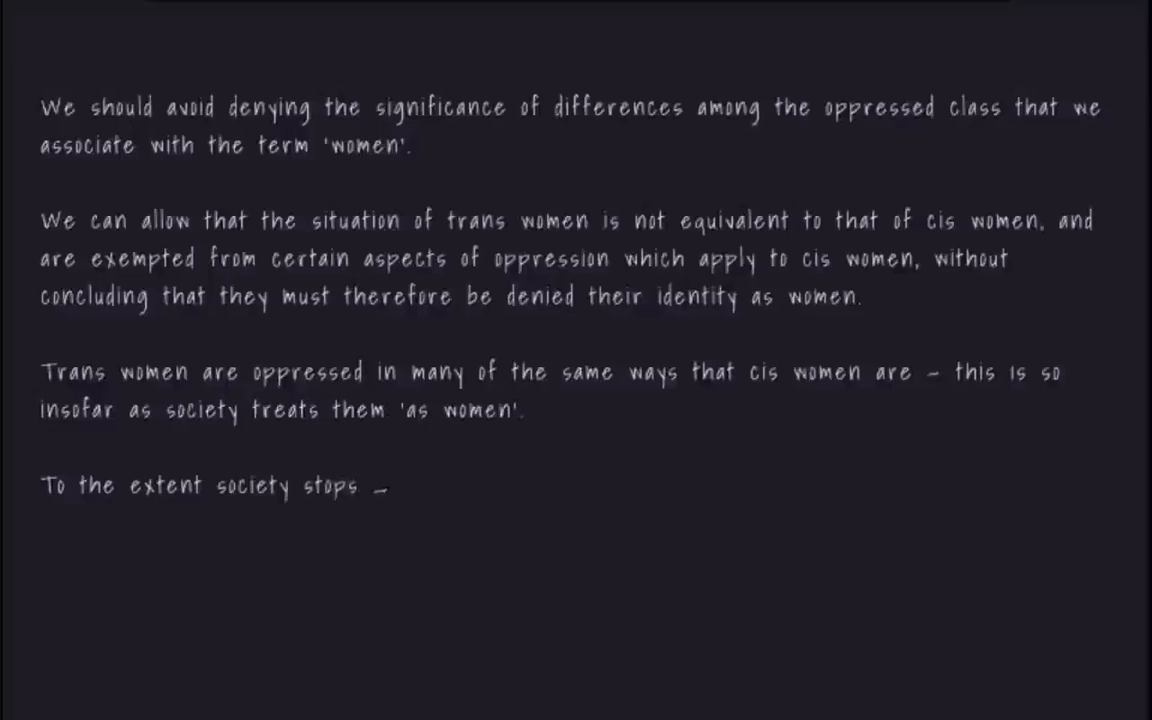 We should avoid denying the significance of differences among the oppressed class that we
associate with the term 'women'.
We can allow that the situation of trans women is not equivalent to that of cis women, and
are exempted from certain aspects of oppression which apply to cis women, without
concluding that they must therefore be denied their identity as women.
Trans women are oppressed in many of the same ways that cis women are - this is so
insofar as society treats them 'as women'.
To the extent society stops _